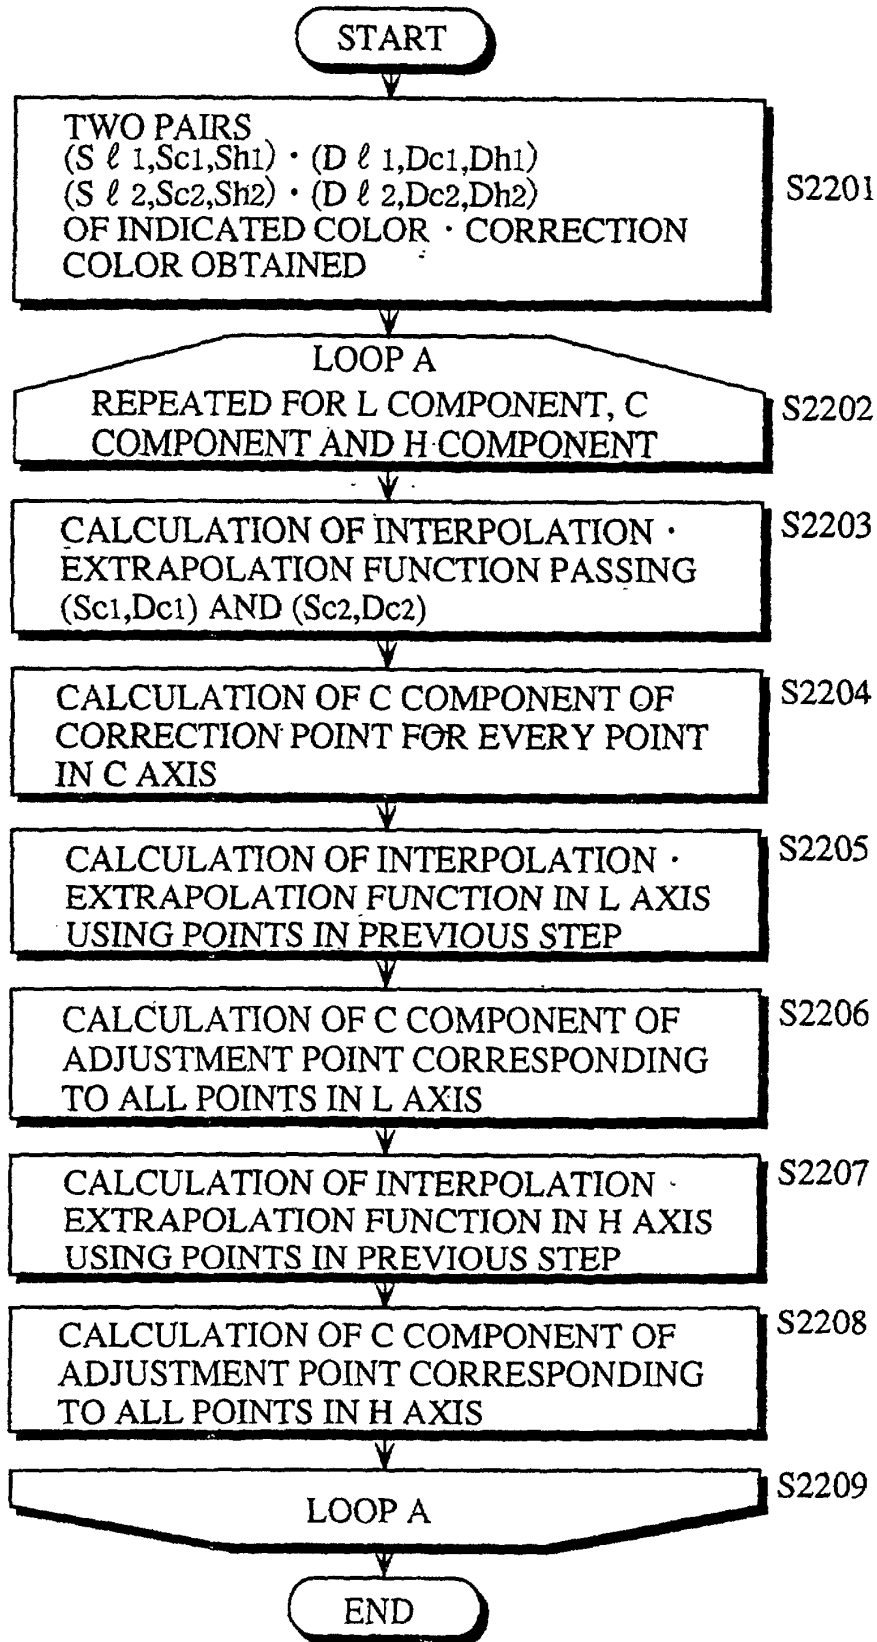 START
TWO PAIRS
(S ℓ 1,Sc1,Sh1)・(D ℓ 1,Dc1,Dh1)
(S ℓ 2,Sc2,Sh2)・(D ℓ 2,Dc2,Dh2)
OF INDICATED COLOR・CORRECTION
COLOR OBTAINED
S2201
LOOP A
REPEATED FOR L COMPONENT, C
COMPONENT AND H COMPONENT
S2202
CALCULATION OF INTERPOLATION・
EXTRAPOLATION FUNCTION PASSING
(Sc1,Dc1) AND (Sc2,Dc2)
S2203
CALCULATION OF C COMPONENT OF
CORRECTION POINT FOR EVERY POINT
IN C AXIS
S2204
CALCULATION OF INTERPOLATION・
EXTRAPOLATION FUNCTION IN L AXIS
USING POINTS IN PREVIOUS STEP
S2205
CALCULATION OF C COMPONENT OF
ADJUSTMENT POINT CORRESPONDING
TO ALL POINTS IN L AXIS
S2206
CALCULATION OF INTERPOLATION・
EXTRAPOLATION FUNCTION IN H AXIS
USING POINTS IN PREVIOUS STEP
S2207
CALCULATION OF C COMPONENT OF
ADJUSTMENT POINT CORRESPONDING
TO ALL POINTS IN H AXIS
S2208
LOOP A
S2209
END